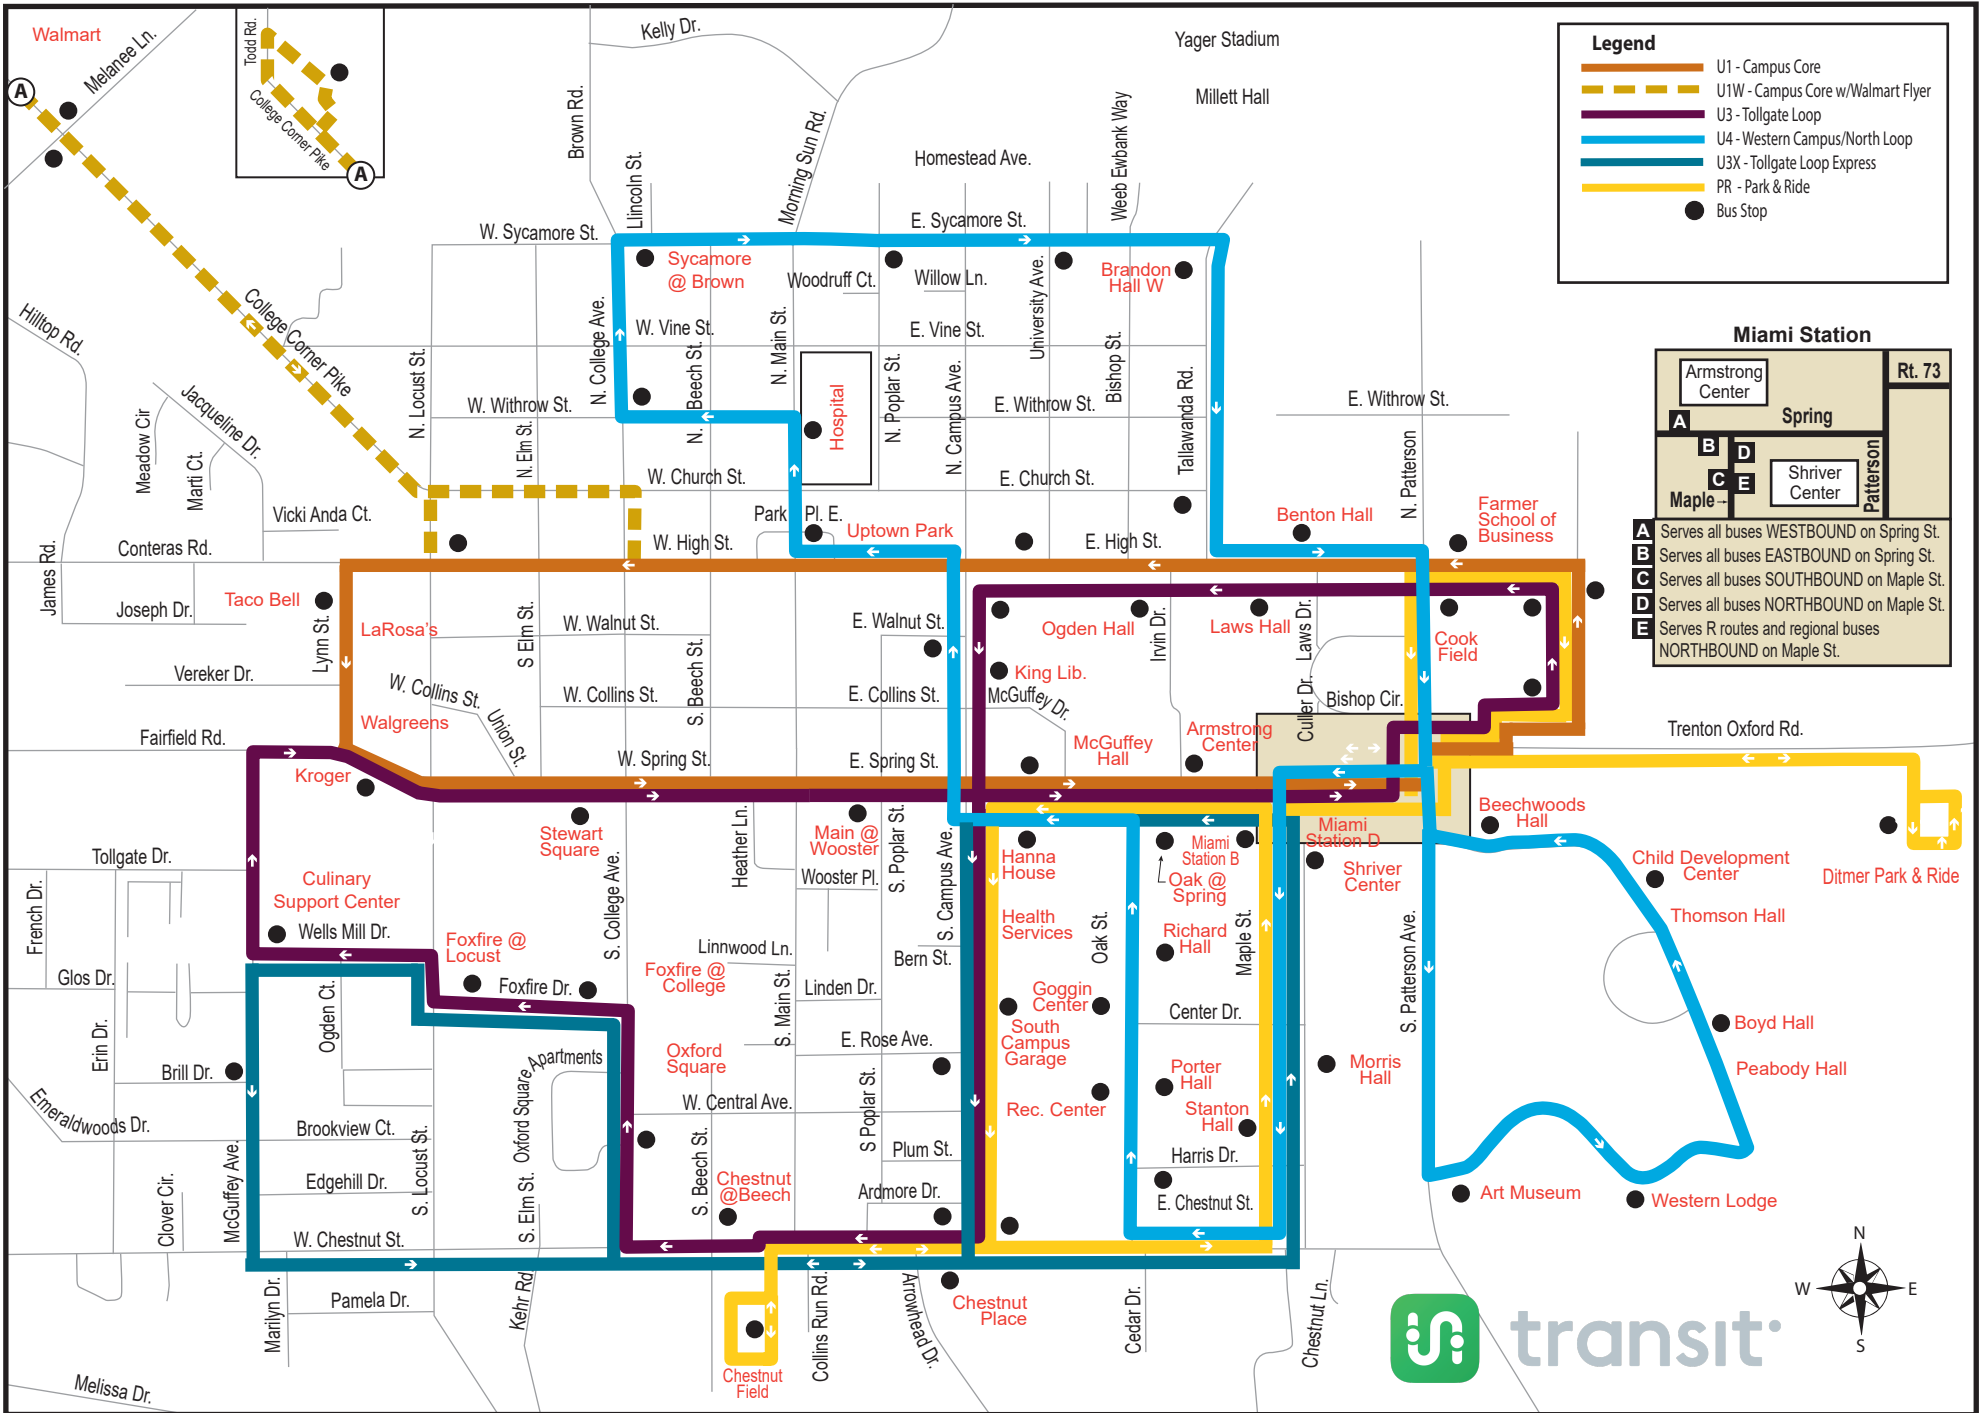 Walmart
Melanee Ln.
A
Todd Rd.
College Corner Pike
A
Kelly Dr.
Brown Rd.
Morning Sun Rd.
Llincoln St.
Yager Stadium
Millett Hall
Weeb Ewbank Way
Homestead Ave.
Legend
U1 - Campus Core
U1W - Campus Core w/Walmart Flyer
U3 - Tollgate Loop
U4 - Western Campus/North Loop
U3X - Tollgate Loop Express
PR - Park & Ride
Bus Stop
W. Sycamore St.
E. Sycamore St.
Sycamore
@ Brown
Woodruff Ct.
Willow Ln.
University Ave.
Brandon
Hall W
College Corner Pike
Hilltop Rd.
N. College Ave.
W. Vine St.
E. Vine St.
N. Locust St.
N. Beech St.
N. Main St.
Hospital
N. Poplar St.
N. Campus Ave.
Bishop St.
Tallawanda Rd.
W. Withrow St.
E. Withrow St.
E. Withrow St.
N. Elm St.
N. Patterson
Meadow Cir
Jacqueline Dr.
Marti Ct.
Vicki Anda Ct.
W. Church St.
E. Church St.
Park Pl. E.
Uptown Park
Benton Hall
Farmer
School of
Business
Miami Station
Armstrong
Center
Rt. 73
A
Spring
B
D
C
E
Shriver
Center
Maple
Patterson
A Serves all buses WESTBOUND on Spring St.
B Serves all buses EASTBOUND on Spring St.
C Serves all buses SOUTHBOUND on Maple St.
D Serves all buses NORTHBOUND on Maple St.
E Serves R routes and regional buses
NORTHBOUND on Maple St.
Conteras Rd.
W. High St.
E. High St.
James Rd.
Joseph Dr.
Taco Bell
Lynn St.
LaRosa's
S Elm St.
W. Walnut St.
E. Walnut St.
Ogden Hall
Irvin Dr.
Laws Hall
Laws Dr.
Cook
Field
King Lib.
Vereker Dr.
W. Collins St.
W. Collins St.
S. Beech St.
E. Collins St.
McGuffey Dr.
Culler Dr.
Bishop Cir.
Walgreens
Union St.
Fairfield Rd.
Kroger
W. Spring St.
E. Spring St.
McGuffey
Hall
Armstrong
Center
Trenton Oxford Rd.
Stewart
Square
Heather Ln.
Main @
Wooster
S. Poplar St.
S. Campus Ave.
Hanna
House
Miami
Station B
Oak @
Spring
Miami
Station D
Shriver
Center
Beechwoods
Hall
Child Development
Center
Ditmer Park & Ride
Tollgate Dr.
French Dr.
Culinary
Support Center
S. College Ave.
Wooster Pl.
Wells Mill Dr.
Foxfire @
Locust
Linnwood Ln.
Health
Services
Oak St.
Richard
Hall
Maple St.
Thomson Hall
S. Patterson Ave.
Glos Dr.
Foxfire Dr.
Foxfire @
College
Bern St.
Linden Dr.
S. Main St.
Goggin
Center
South
Campus
Garage
Center Dr.
Boyd Hall
Erin Dr.
Ogden Ct.
Oxford Square Apartments
Oxford
Square
E. Rose Ave.
Porter
Hall
Morris
Hall
Peabody Hall
Brill Dr.
Emeraldwoods Dr.
W. Central Ave.
S Poplar St.
Rec. Center
Stanton
Hall
Brookview Ct.
McGuffey Ave.
S. Locust St.
S. Elm St.
S. Beech St.
Plum St.
Harris Dr.
Edgehill Dr.
Clover Cir.
Chestnut
@Beech
Ardmore Dr.
E. Chestnut St.
Art Museum
Western Lodge
W. Chestnut St.
Marilyn Dr.
Pamela Dr.
Kehr Rd.
Collins Run Rd.
Arrowhead Dr.
Chestnut
Place
Cedar Dr.
Chestnut Ln.
Chestnut
Field
Melissa Dr.
transit
N
W
E
S